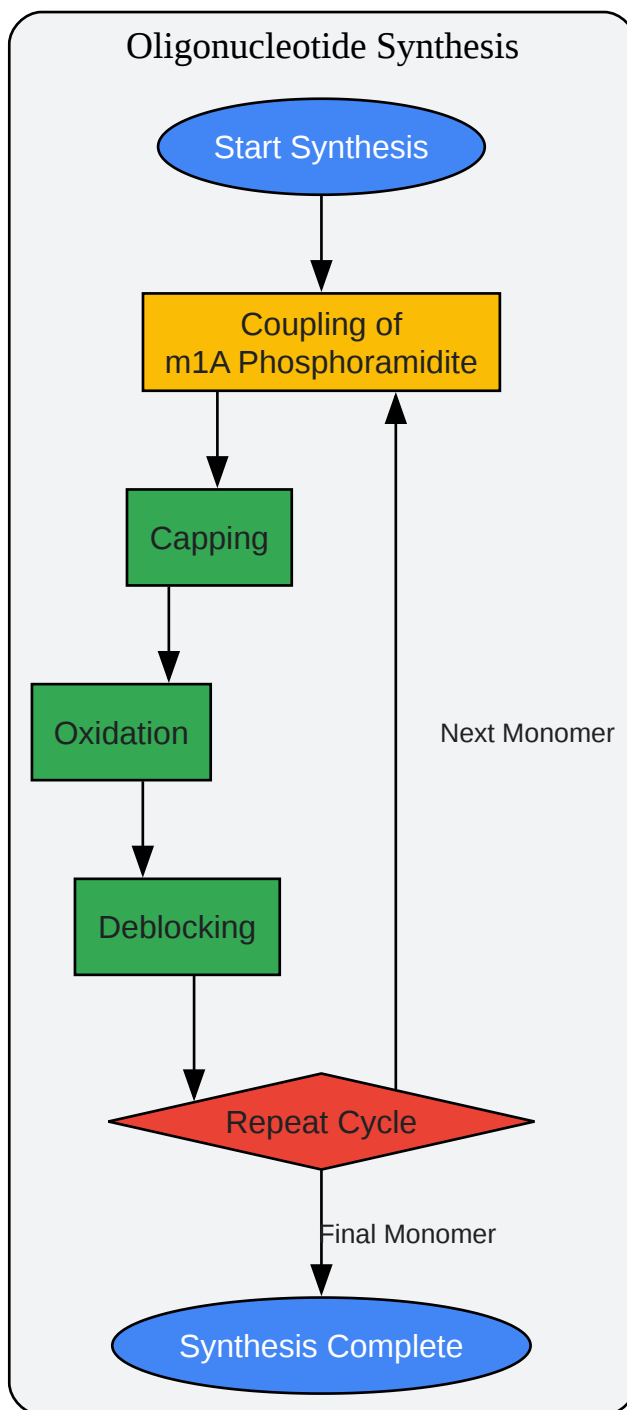 Oligonucleotide Synthesis
Start Synthesis
Coupling of
m1A Phosphoramidite
Capping
Oxidation
Next Monomer
Deblocking
Repeat Cycle
Final Monomer
Synthesis Complete